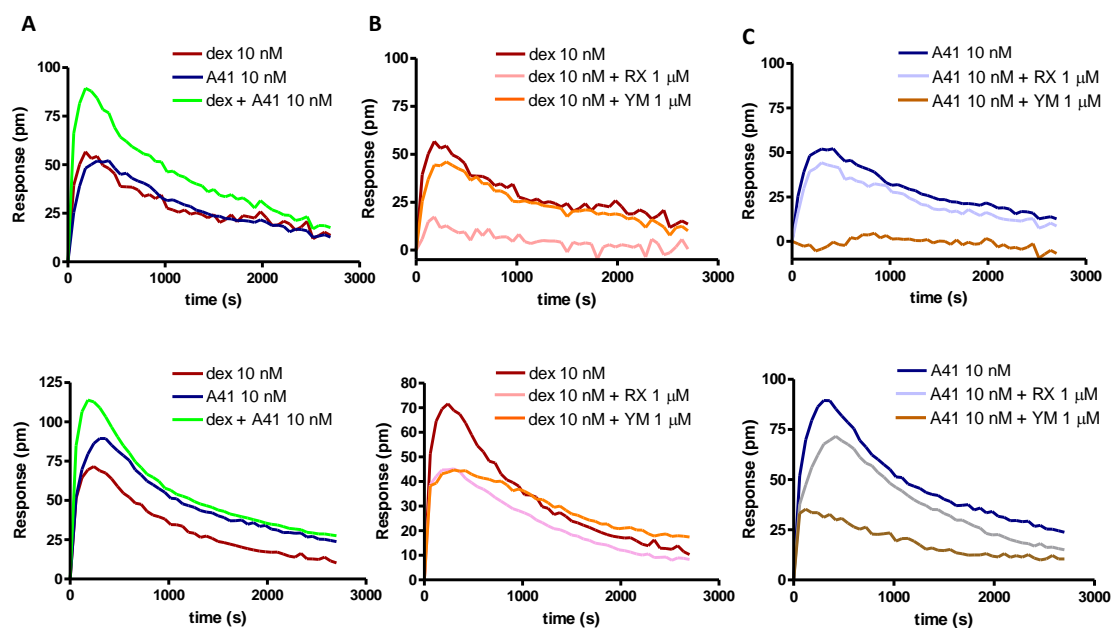 A
dex 10 nM
A41 10 nM
dex + A41 10 nM
100
75
50
25
0
Response (pm)
0 1000 2000 3000
time (s)
B
dex 10 nM
dex 10 nM + RX 1 μM
dex 10 nM + YM 1 μM
100
75
50
25
0
Response (pm)
0 1000 2000 3000
time (s)
C
A41 10 nM
A41 10 nM + RX 1 μM
A41 10 nM + YM 1 μM
100
75
50
25
0
Response (pm)
0 1000 2000 3000
time (s)
dex 10 nM
A41 10 nM
dex + A41 10 nM
125
100
75
50
25
0
Response (pm)
0 1000 2000 3000
time (s)
dex 10 nM
dex 10 nM + RX 1 μM
dex 10 nM + YM 1 μM
80
70
60
50
40
30
20
10
0
Response (pm)
0 1000 2000 3000
time (s)
A41 10 nM
A41 10 nM + RX 1 μM
A41 10 nM + YM 1 μM
100
75
50
25
0
Response (pm)
0 1000 2000 3000
time (s)